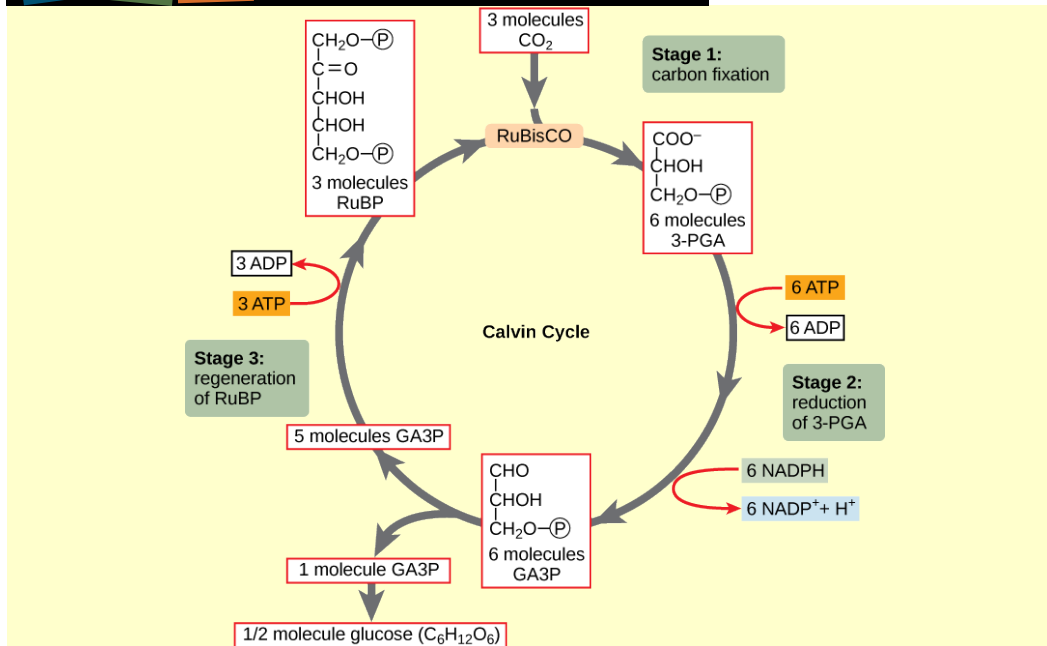 3 molecules
CO₂
Stage 1:
carbon fixation
RuBisCO
CH₂O–Ⓟ
C=O
CHOH
CHOH
CH₂O–Ⓟ
3 molecules
RuBP
COO⁻
CHOH
CH₂O–Ⓟ
6 molecules
3-PGA
3 ADP
3 ATP
6 ATP
6 ADP
Calvin Cycle
Stage 3:
regeneration
of RuBP
Stage 2:
reduction
of 3-PGA
5 molecules GA3P
CHO
CHOH
CH₂O–Ⓟ
6 molecules
GA3P
6 NADPH
6 NADP⁺+ H⁺
1 molecule GA3P
1/2 molecule glucose (C₆H₁₂O₆)